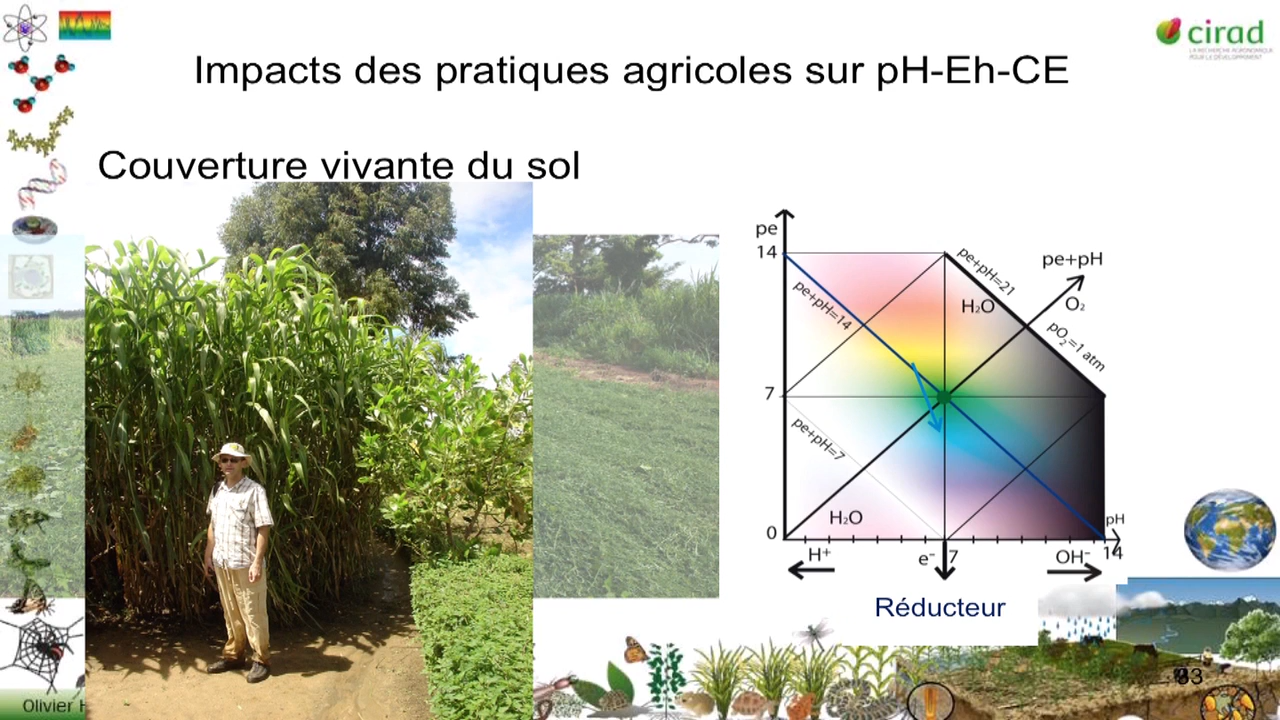 cirad
LA RECHERCHE AGRONOMIQUE
POUR LE DÉVELOPPEMENT
Impacts des pratiques agricoles sur pH-Eh-CE
Couverture vivante du sol
pe
14
pe+pH=21
pe+pH
H₂O
O₂
pe+pH=14
pO₂=1 atm
7
pe+pH=7
H₂O
0
pH
H⁺
e⁻
7
OH⁻
14
Réducteur
Olivier